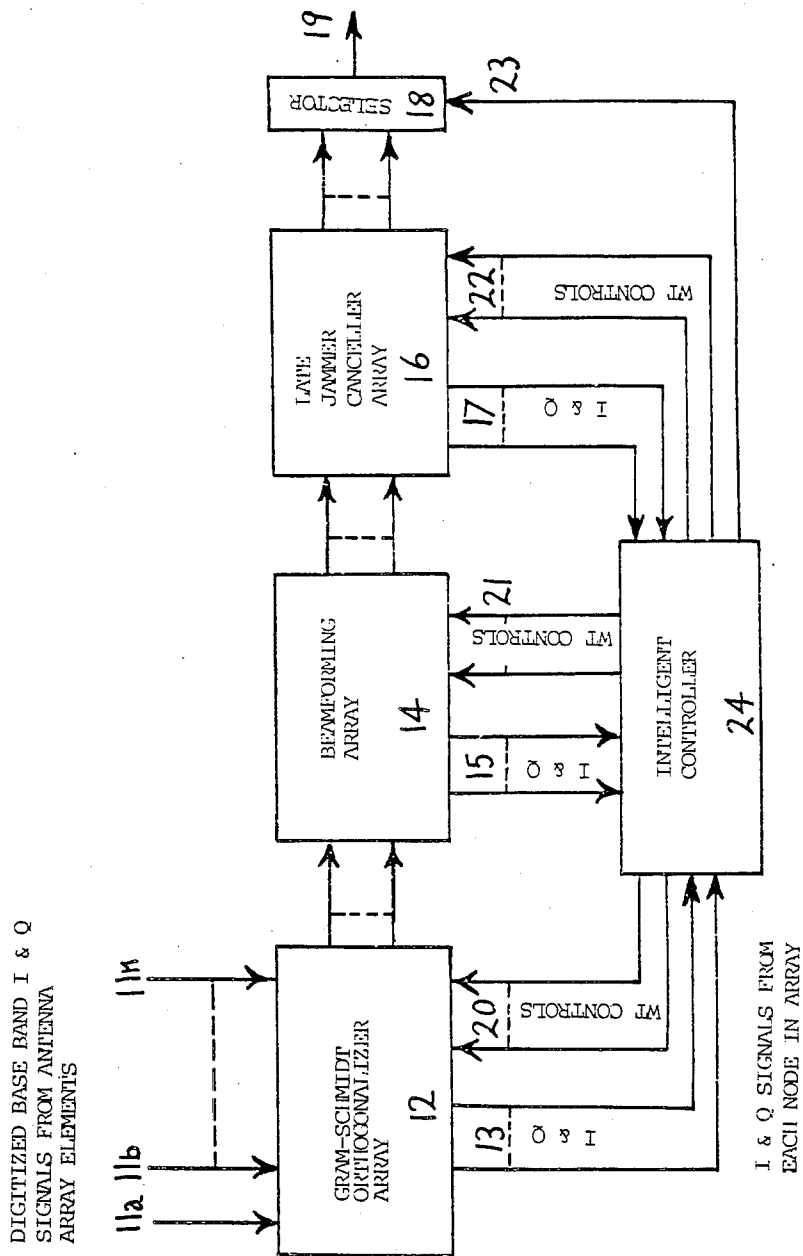 DIGITIZED BASE BAND I & Q
SIGNALS FROM ANTENNA
ARRAY ELEMENTS
11a 11b 11n
GRAM-SCHMIDT
ORTHOGONALIZER
ARRAY
12
13
I & Q
20
WT CONTROLS
BEAMFORMING
ARRAY
14
15
I & Q
21
WT CONTROLS
LATE
JAMMER
CANCELLER
ARRAY
16
17
I & Q
22
WT CONTROLS
SELECTOR
18
19
23
INTELLIGENT
CONTROLLER
24
I & Q SIGNALS FROM
EACH NODE IN ARRAY